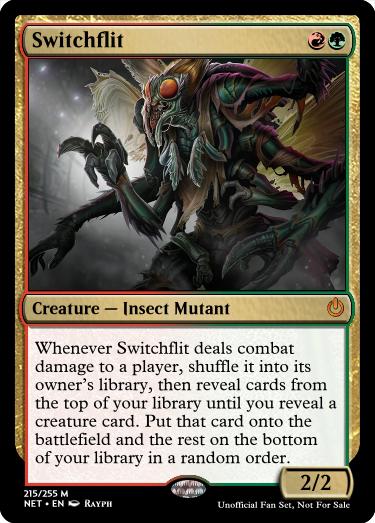 Switchflit
Creature — Insect Mutant
Whenever Switchflit deals combat
damage to a player, shuffle it into its
owner's library, then reveal cards from
the top of your library until you reveal a
creature card. Put that card onto the
battlefield and the rest on the bottom
of your library in a random order.
2/2
215/255 M
NET • EN Rayph
Unofficial Fan Set, Not For Sale